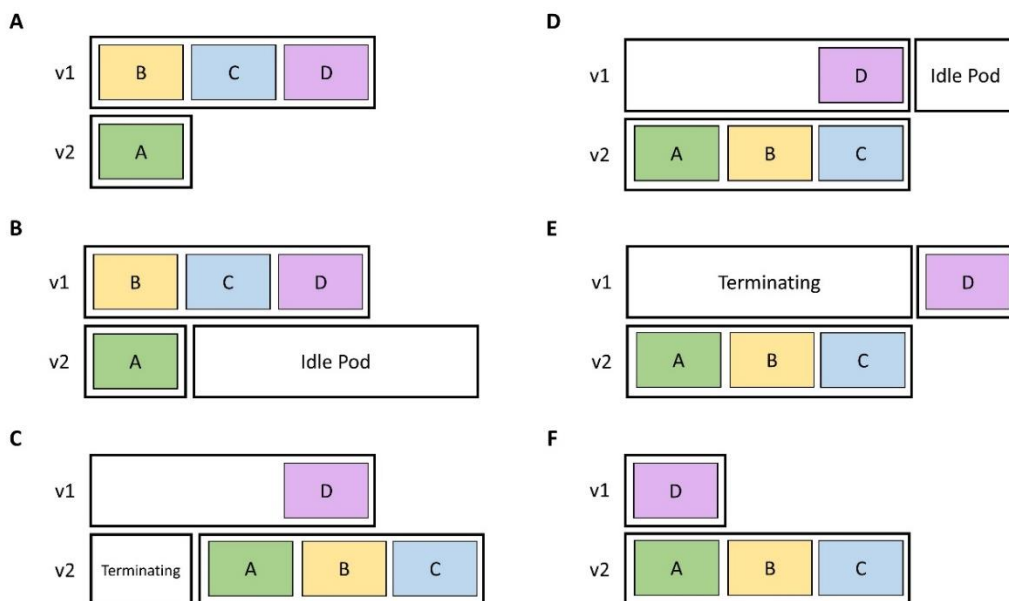 A
v1 B C D
v2 A
B
v1 B C D
v2 A Idle Pod
C
v1 D
v2 Terminating A B C
D
v1 D Idle Pod
v2 A B C
E
v1 Terminating D
v2 A B C
F
v1 D
v2 A B C